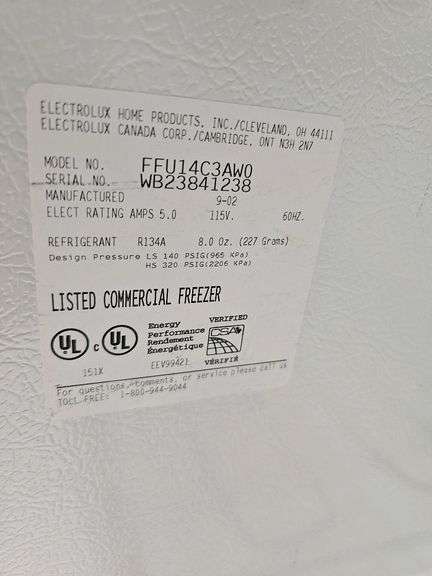 ELECTROLUX HOME PRODUCTS, INC./CLEVELAND, OH 44111
ELECTROLUX CANADA CORP./CAMBRIDGE, ONT N3H 2N7
MODEL NO. FFU14C3AW0
SERIAL NO. WB23841238
MANUFACTURED 9-02
ELECT RATING AMPS 5.0 115V. 60HZ.
REFRIGERANT R134A 8.0 Oz. (227 Grams)
Design Pressure LS 140 PSIG(965 KPa)
HS 320 PSIG(2206 KPa)
LISTED COMMERCIAL FREEZER
UL
c UL
151X
Energy
Performance
Rendement
Énergétique
EEV99421
VERIFIED
CSA
VÉRIFIÉ
For questions, comments, or service please call us
TOLL FREE: 1-800-944-9044